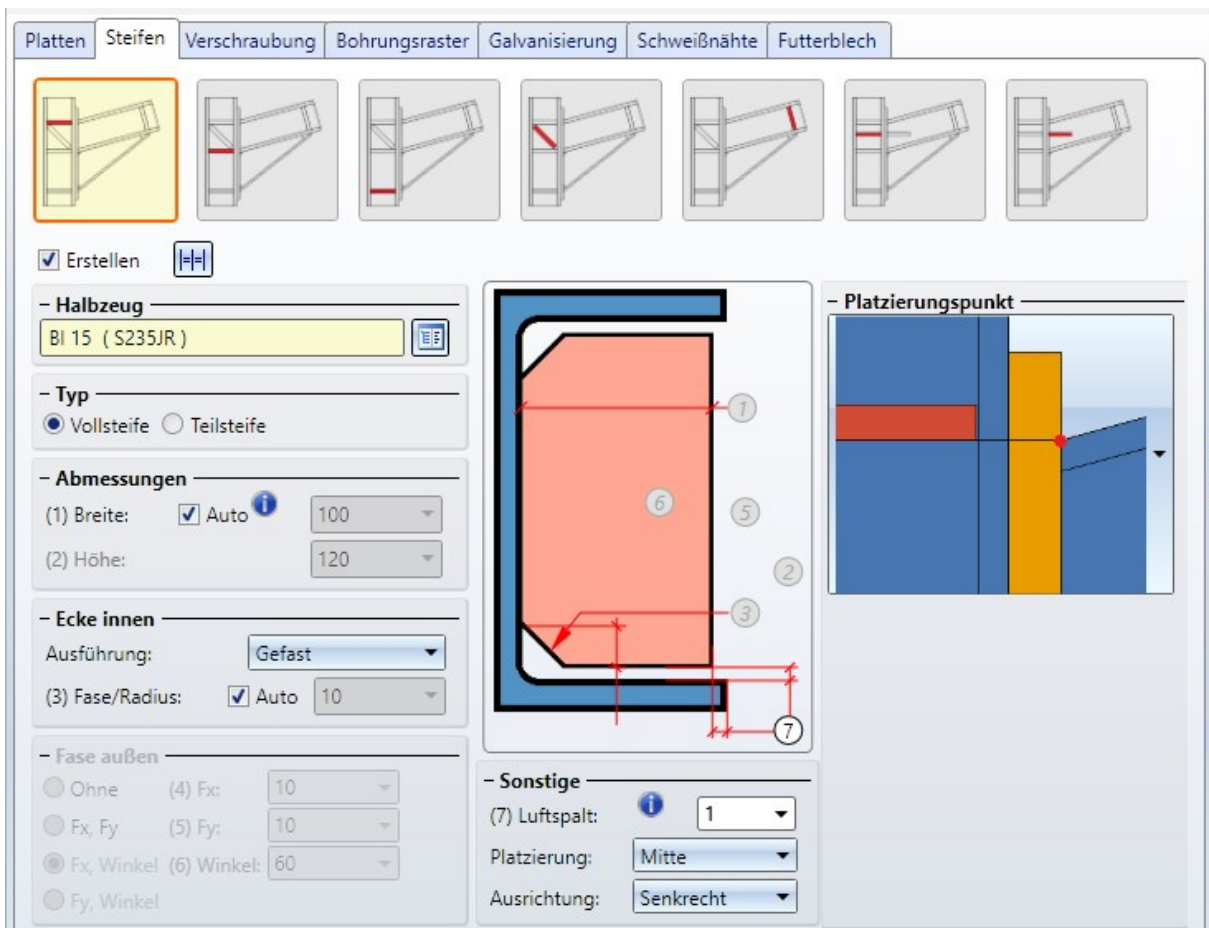 Platten Steifen Verschraubung Bohrungsraster Galvanisierung Schweißnähte Futterblech
Erstellen
Halbzeug
Bl 15 ( S235JR )
Typ
Vollsteife Teilsteife
Abmessungen
(1) Breite: Auto 100
(2) Höhe: 120
Ecke innen
Ausführung: Gefast
(3) Fase/Radius: Auto 10
Fase außen
Ohne (4) Fx: 10
Fx, Fy (5) Fy: 10
Fx, Winkel (6) Winkel: 60
Fy, Winkel
1
6
5
2
3
7
Sonstige
(7) Luftspalt: 1
Platzierung: Mitte
Ausrichtung: Senkrecht
Platzierungspunkt